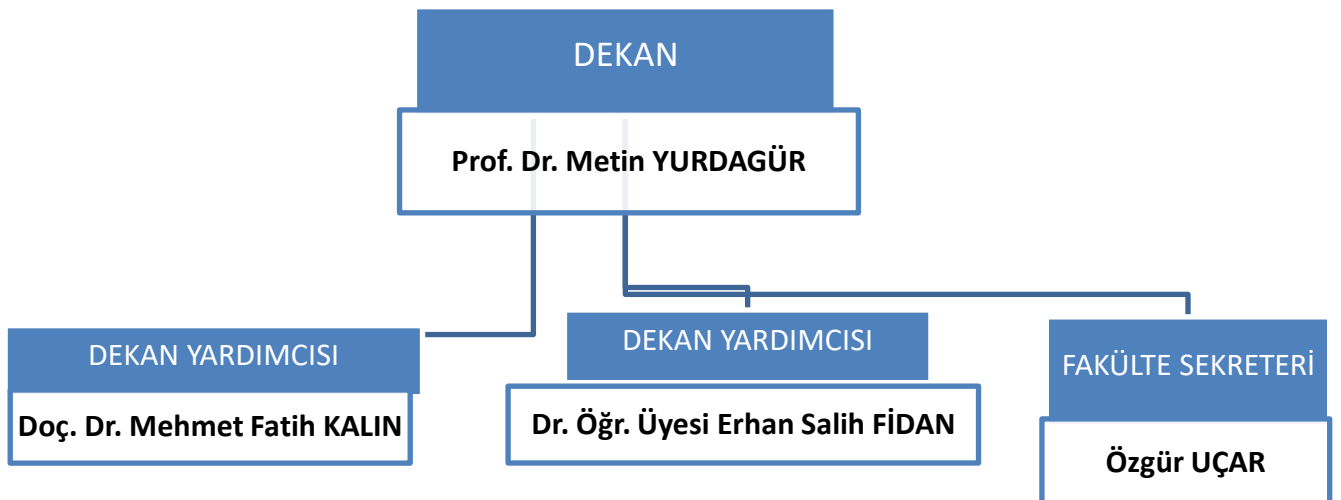 DEKAN
Prof. Dr. Metin YURDAGÜR
DEKAN YARDIMCISI
Doç. Dr. Mehmet Fatih KALIN
DEKAN YARDIMCISI
Dr. Öğr. Üyesi Erhan Salih FİDAN
FAKÜLTE SEKRETERİ
Özgür UÇAR